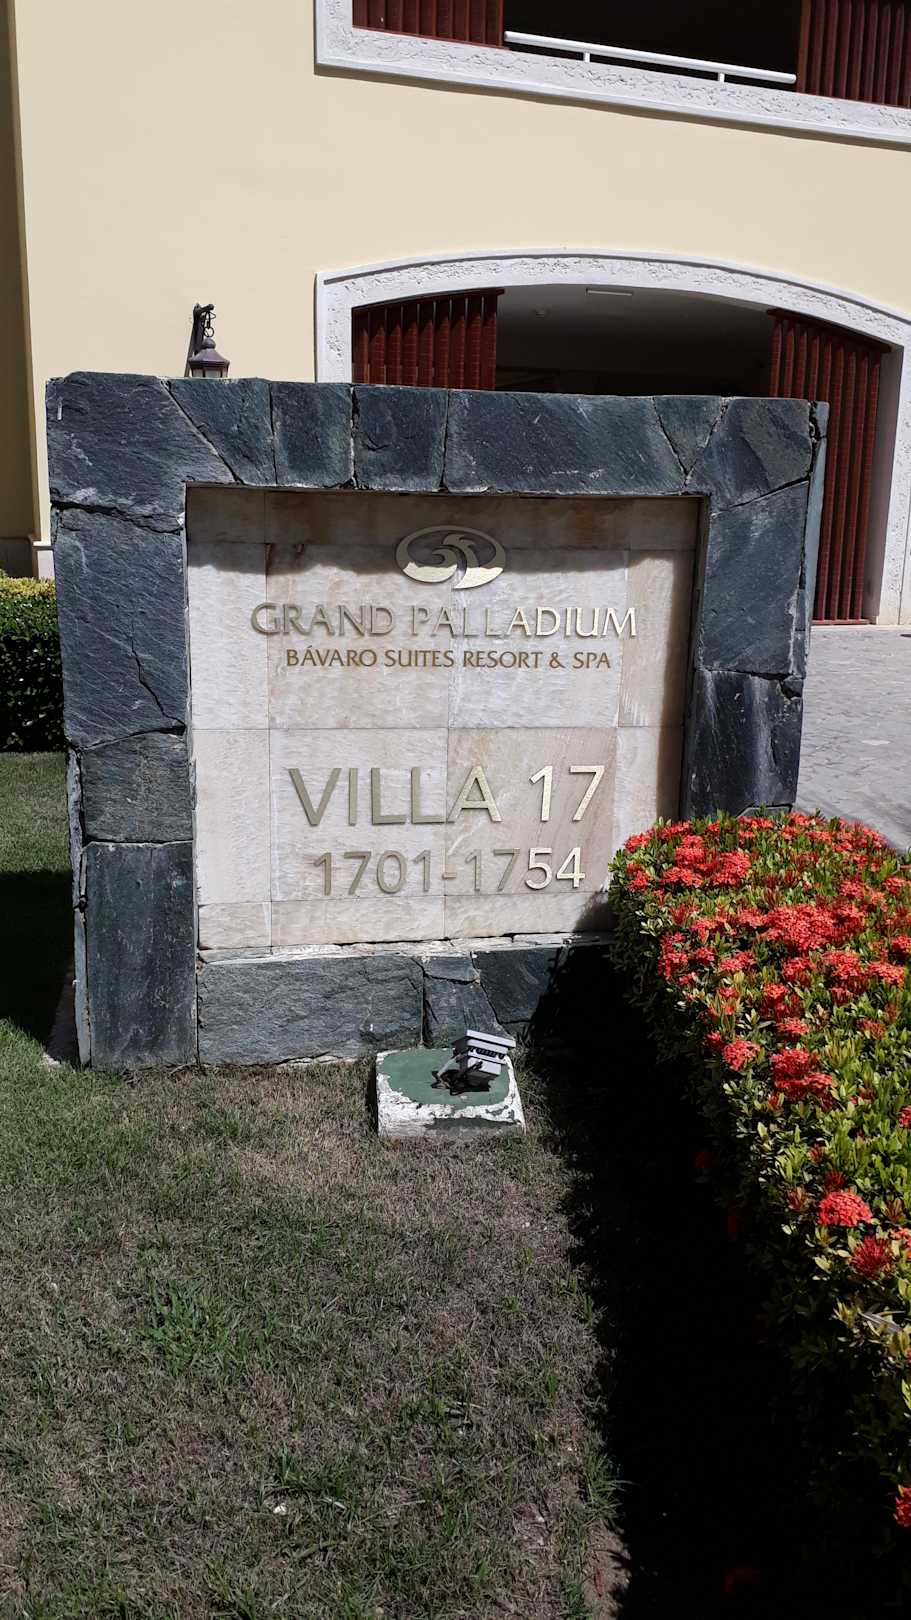 GRAND PALLADIUM
BÁVARO SUITES RESORT & SPA
VILLA 17
1701-1754